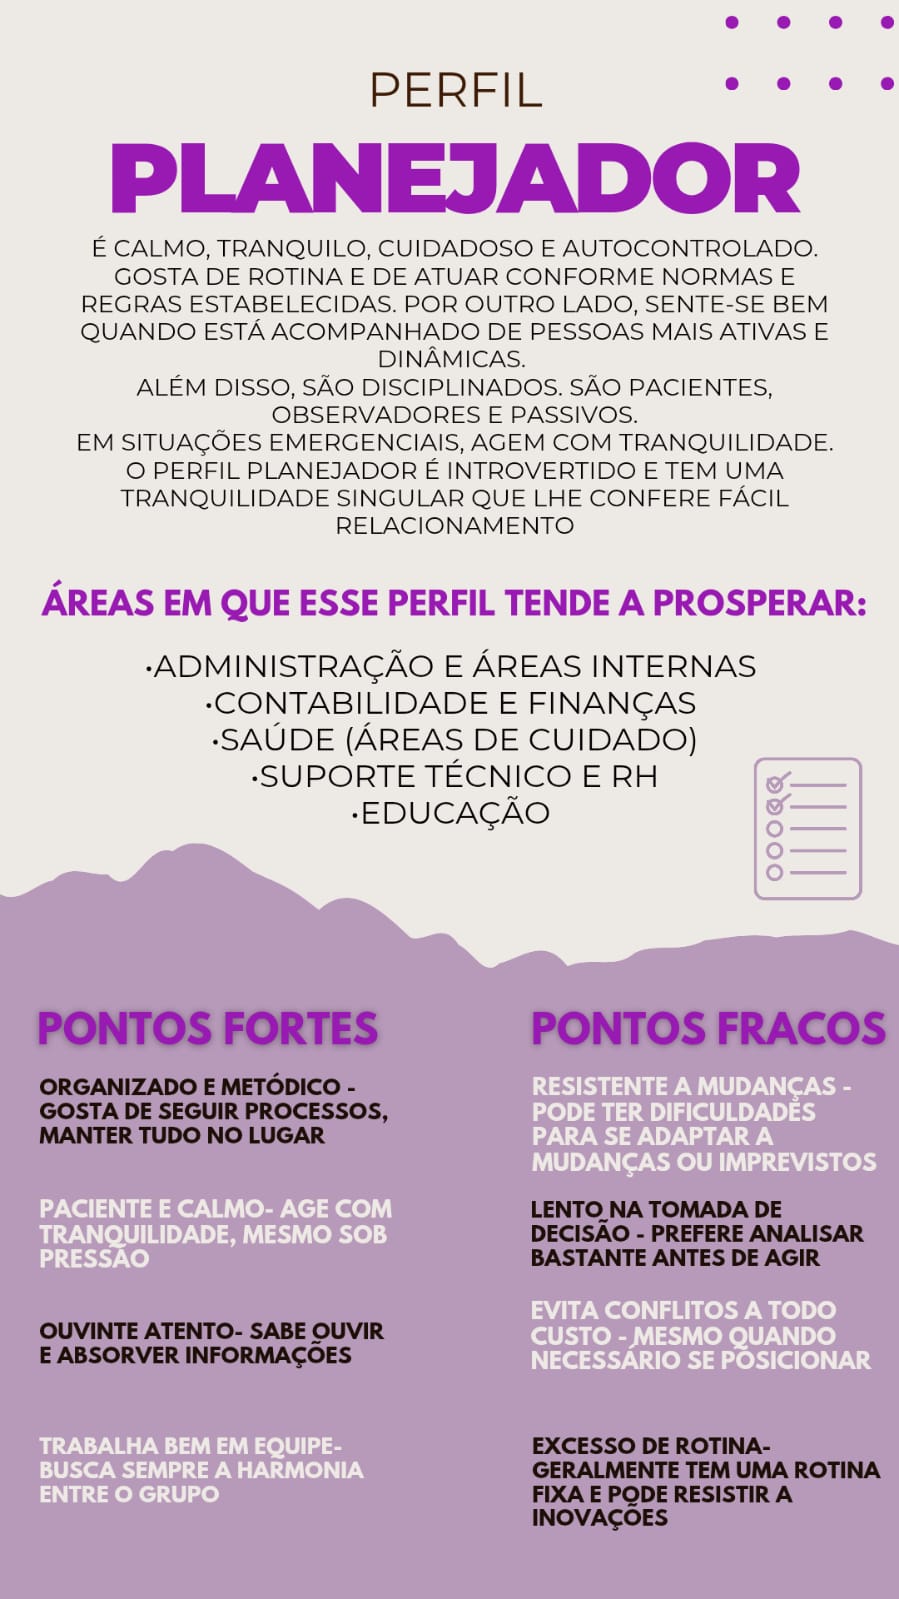 PERFIL
PLANEJADOR
É CALMO, TRANQUILO, CUIDADOSO E AUTOCONTROLADO.
GOSTA DE ROTINA E DE ATUAR CONFORME NORMAS E
REGRAS ESTABELECIDAS. POR OUTRO LADO, SENTE-SE BEM
QUANDO ESTÁ ACOMPANHADO DE PESSOAS MAIS ATIVAS E
DINÂMICAS.
ALÉM DISSO, SÃO DISCIPLINADOS. SÃO PACIENTES,
OBSERVADORES E PASSIVOS.
EM SITUAÇÕES EMERGENCIAIS, AGEM COM TRANQUILIDADE.
O PERFIL PLANEJADOR É INTROVERTIDO E TEM UMA
TRANQUILIDADE SINGULAR QUE LHE CONFERE FÁCIL
RELACIONAMENTO
ÁREAS EM QUE ESSE PERFIL TENDE A PROSPERAR:
•ADMINISTRAÇÃO E ÁREAS INTERNAS
•CONTABILIDADE E FINANÇAS
•SAÚDE (ÁREAS DE CUIDADO)
•SUPORTE TÉCNICO E RH
•EDUCAÇÃO
PONTOS FORTES
ORGANIZADO E METÓDICO -
GOSTA DE SEGUIR PROCESSOS,
MANTER TUDO NO LUGAR
PACIENTE E CALMO- AGE COM
TRANQUILIDADE, MESMO SOB
PRESSÃO
OUVINTE ATENTO- SABE OUVIR
E ABSORVER INFORMAÇÕES
TRABALHA BEM EM EQUIPE-
BUSCA SEMPRE A HARMONIA
ENTRE O GRUPO
PONTOS FRACOS
RESISTENTE A MUDANÇAS -
PODE TER DIFICULDADES
PARA SE ADAPTAR A
MUDANÇAS OU IMPREVISTOS
LENTO NA TOMADA DE
DECISÃO - PREFERE ANALISAR
BASTANTE ANTES DE AGIR
EVITA CONFLITOS A TODO
CUSTO - MESMO QUANDO
NECESSÁRIO SE POSICIONAR
EXCESSO DE ROTINA-
GERALMENTE TEM UMA ROTINA
FIXA E PODE RESISTIR A
INOVAÇÕES